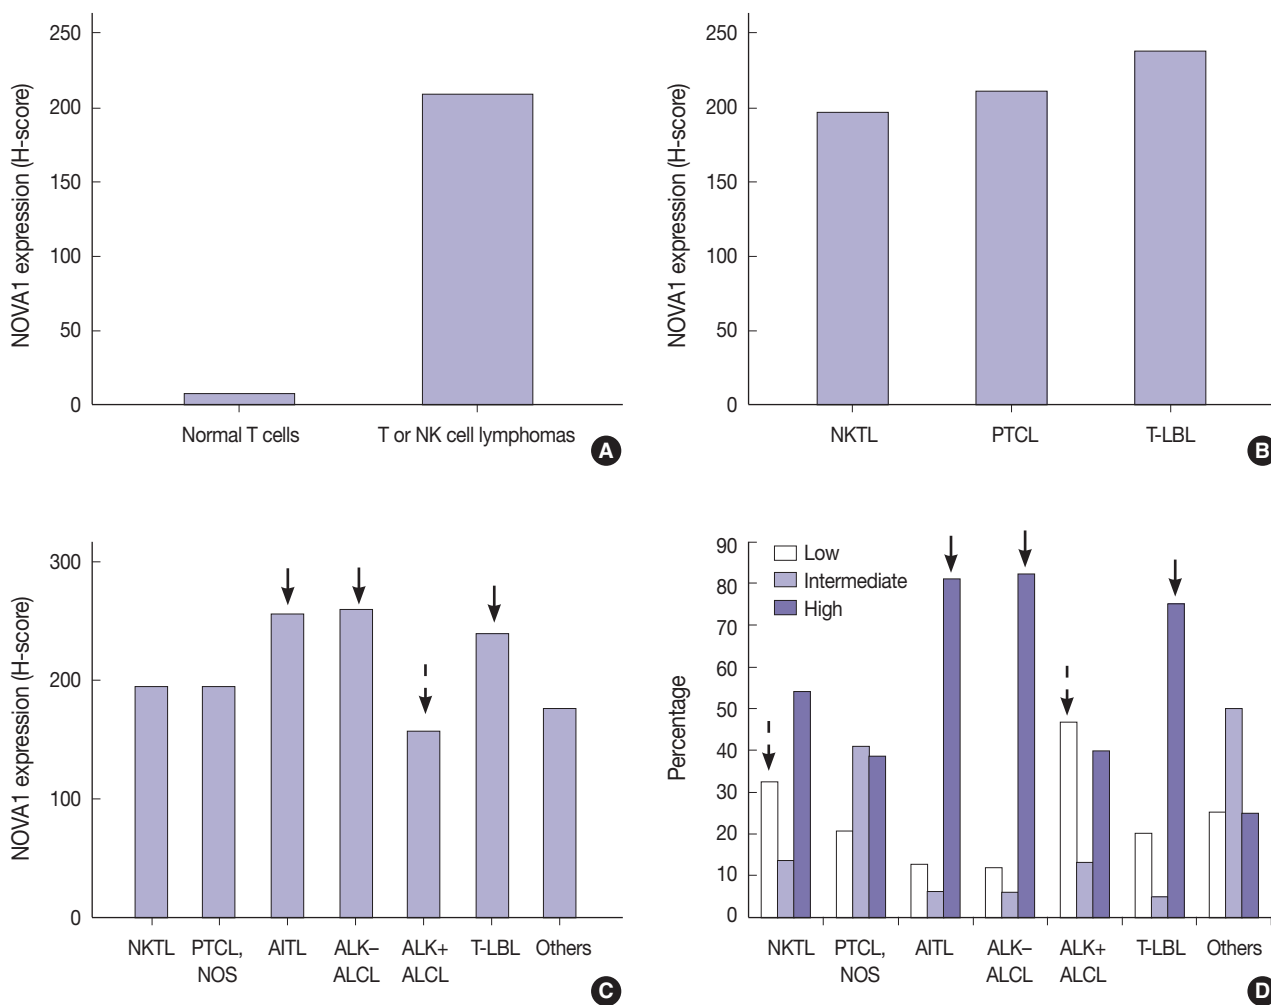 NOVA1 expression (H-score)
250
200
150
100
50
0
Normal T cells
T or NK cell lymphomas
A
NOVA1 expression (H-score)
250
200
150
100
50
0
NKTL
PTCL
T-LBL
B
NOVA1 expression (H-score)
300
200
100
0
NKTL
PTCL,
NOS
AITL
ALK–
ALCL
ALK+
ALCL
T-LBL
Others
C
Percentage
90
80
70
60
50
40
30
20
10
0
Low
Intermediate
High
NKTL
PTCL,
NOS
AITL
ALK–
ALCL
ALK+
ALCL
T-LBL
Others
D